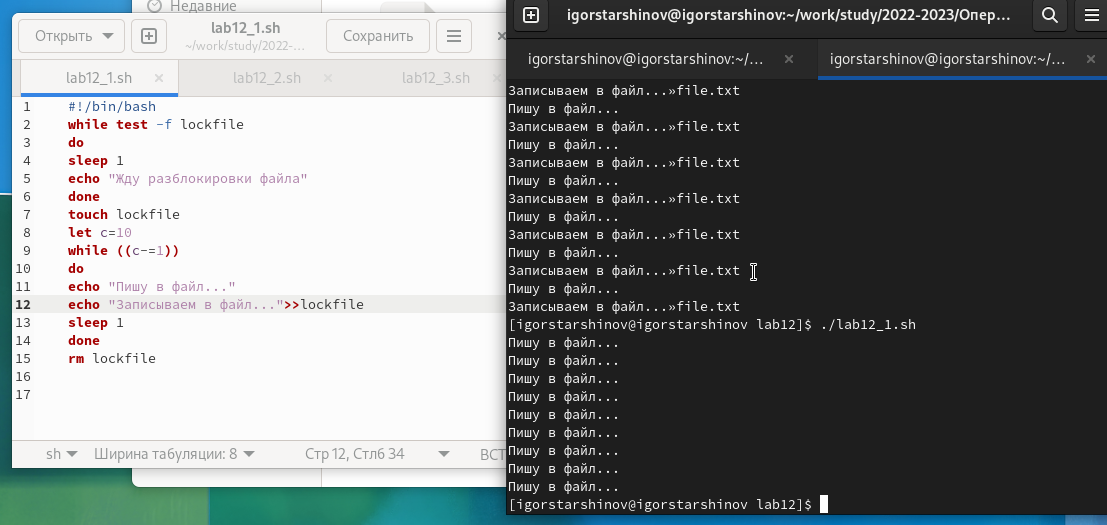 Недавние
Открыть
lab12_1.sh
~/work/study/2022-...
Сохранить
lab12_1.sh
lab12_2.sh
lab12_3.sh
1 #!/bin/bash
2 while test -f lockfile
3 do
4 sleep 1
5 echo "Жду разблокировки файла"
6 done
7 touch lockfile
8 let c=10
9 while ((c-=1))
10 do
11 echo "Пишу в файл..."
12 echo "Записываем в файл...">>lockfile
13 sleep 1
14 done
15 rm lockfile
16
17
sh Ширина табуляции: 8 Стр 12, Стлб 34 ВСТ
igorstarshinov@igorstarshinov:~/work/study/2022-2023/Опер...
igorstarshinov@igorstarshinov:~/...
igorstarshinov@igorstarshinov:~/...
Записываем в файл...»file.txt
Пишу в файл...
Записываем в файл...»file.txt
Пишу в файл...
Записываем в файл...»file.txt
Пишу в файл...
Записываем в файл...»file.txt
Пишу в файл...
Записываем в файл...»file.txt
Пишу в файл...
Записываем в файл...»file.txt
Пишу в файл...
Записываем в файл...»file.txt
[igorstarshinov@igorstarshinov lab12]$ ./lab12_1.sh
Пишу в файл...
Пишу в файл...
Пишу в файл...
Пишу в файл...
Пишу в файл...
Пишу в файл...
Пишу в файл...
Пишу в файл...
Пишу в файл...
[igorstarshinov@igorstarshinov lab12]$